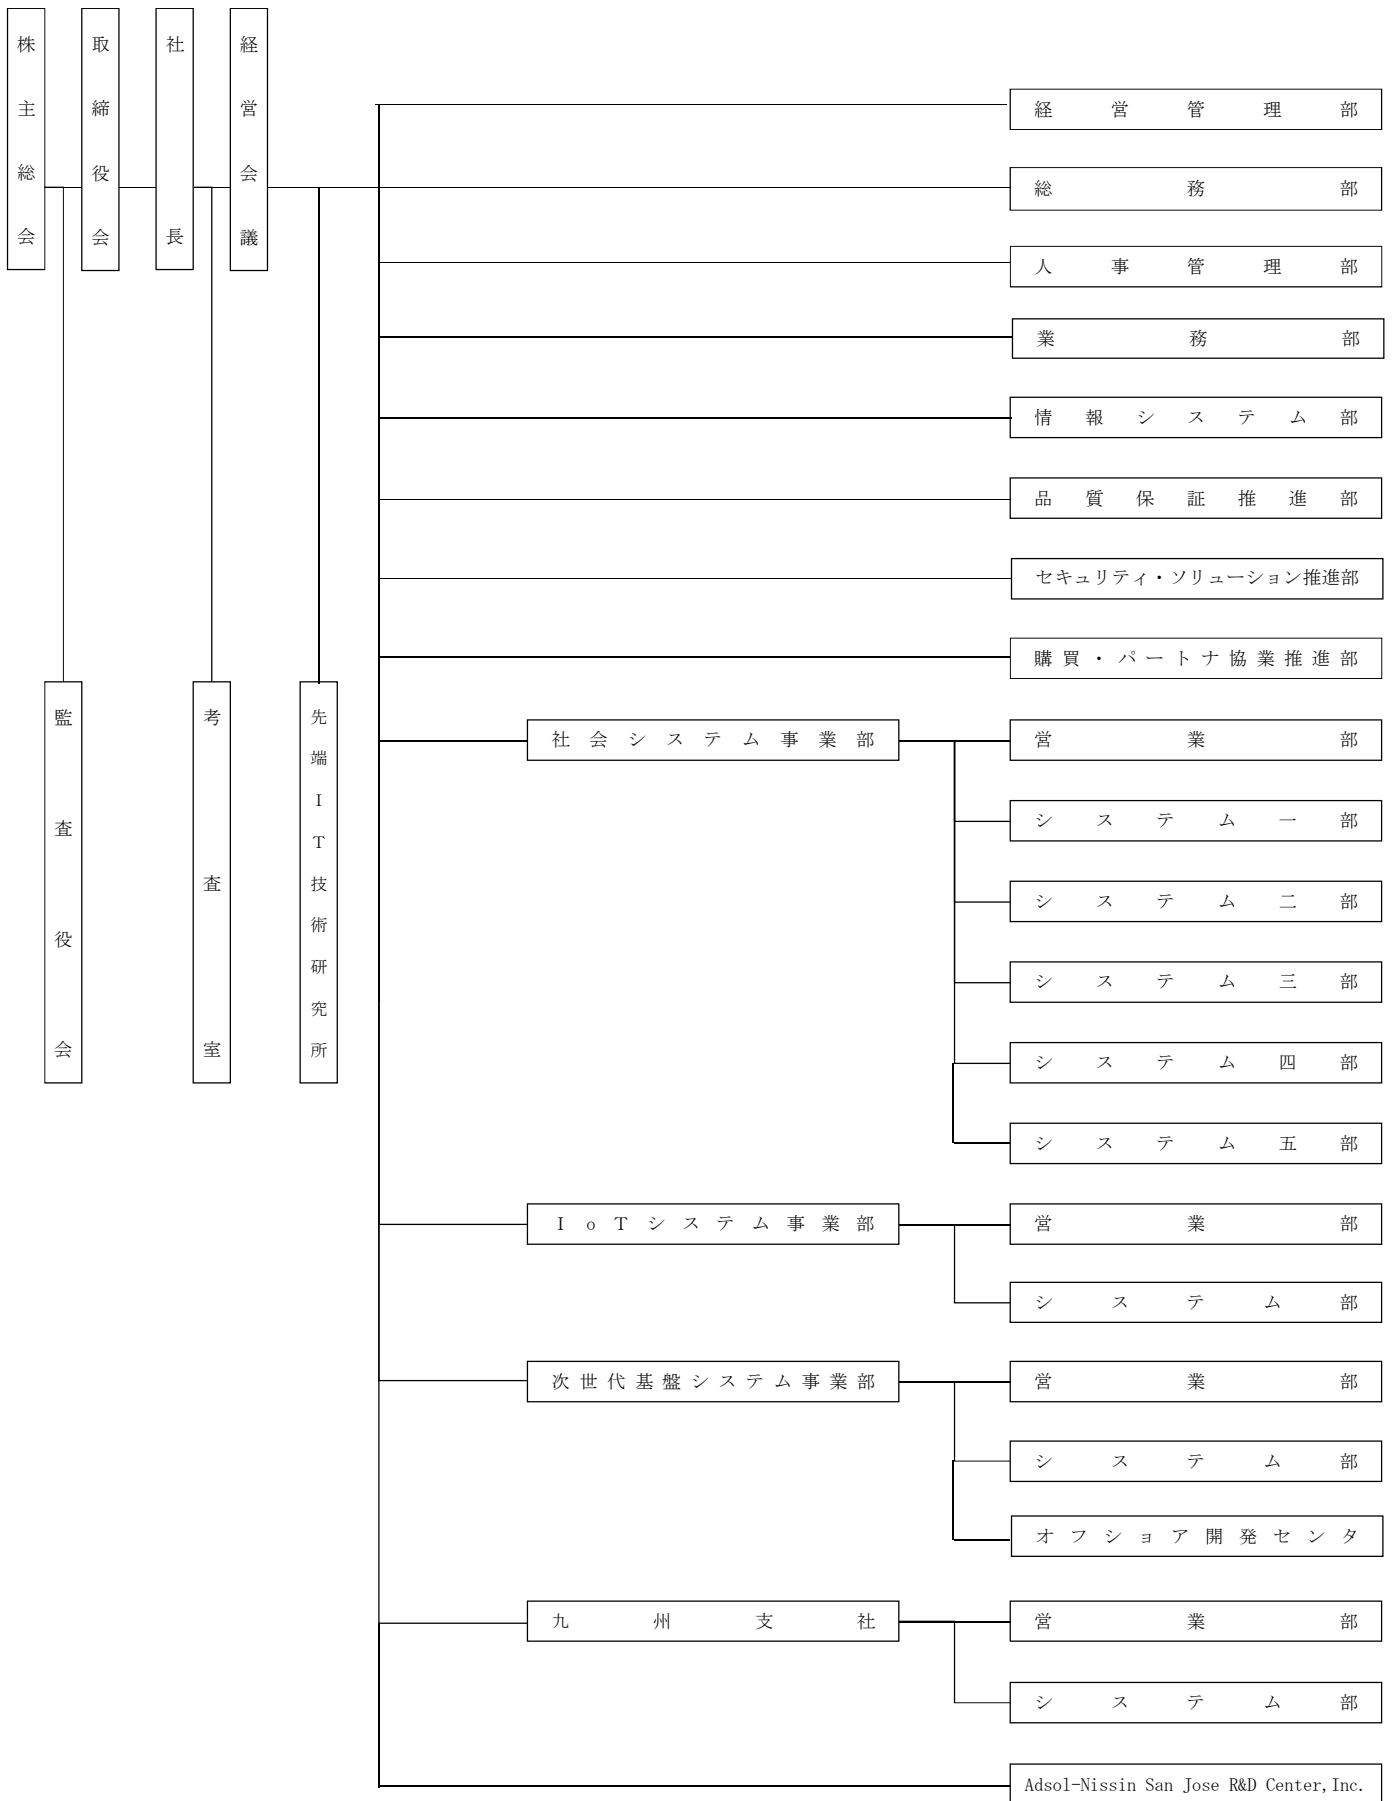 株主総会
取締役会
社長
経営会議
監査役会
考査室
先端IT技術研究所
経営管理部
総務部
人事管理部
業務部
情報システム部
品質保証推進部
セキュリティ・ソリューション推進部
購買・パートナ協業推進部
社会システム事業部
営業部
システム一部
システム二部
システム三部
システム四部
システム五部
IoTシステム事業部
営業部
システム部
次世代基盤システム事業部
営業部
システム部
オフショア開発センタ
九州支社
営業部
システム部
Adsol-Nissin San Jose R&D Center,Inc.